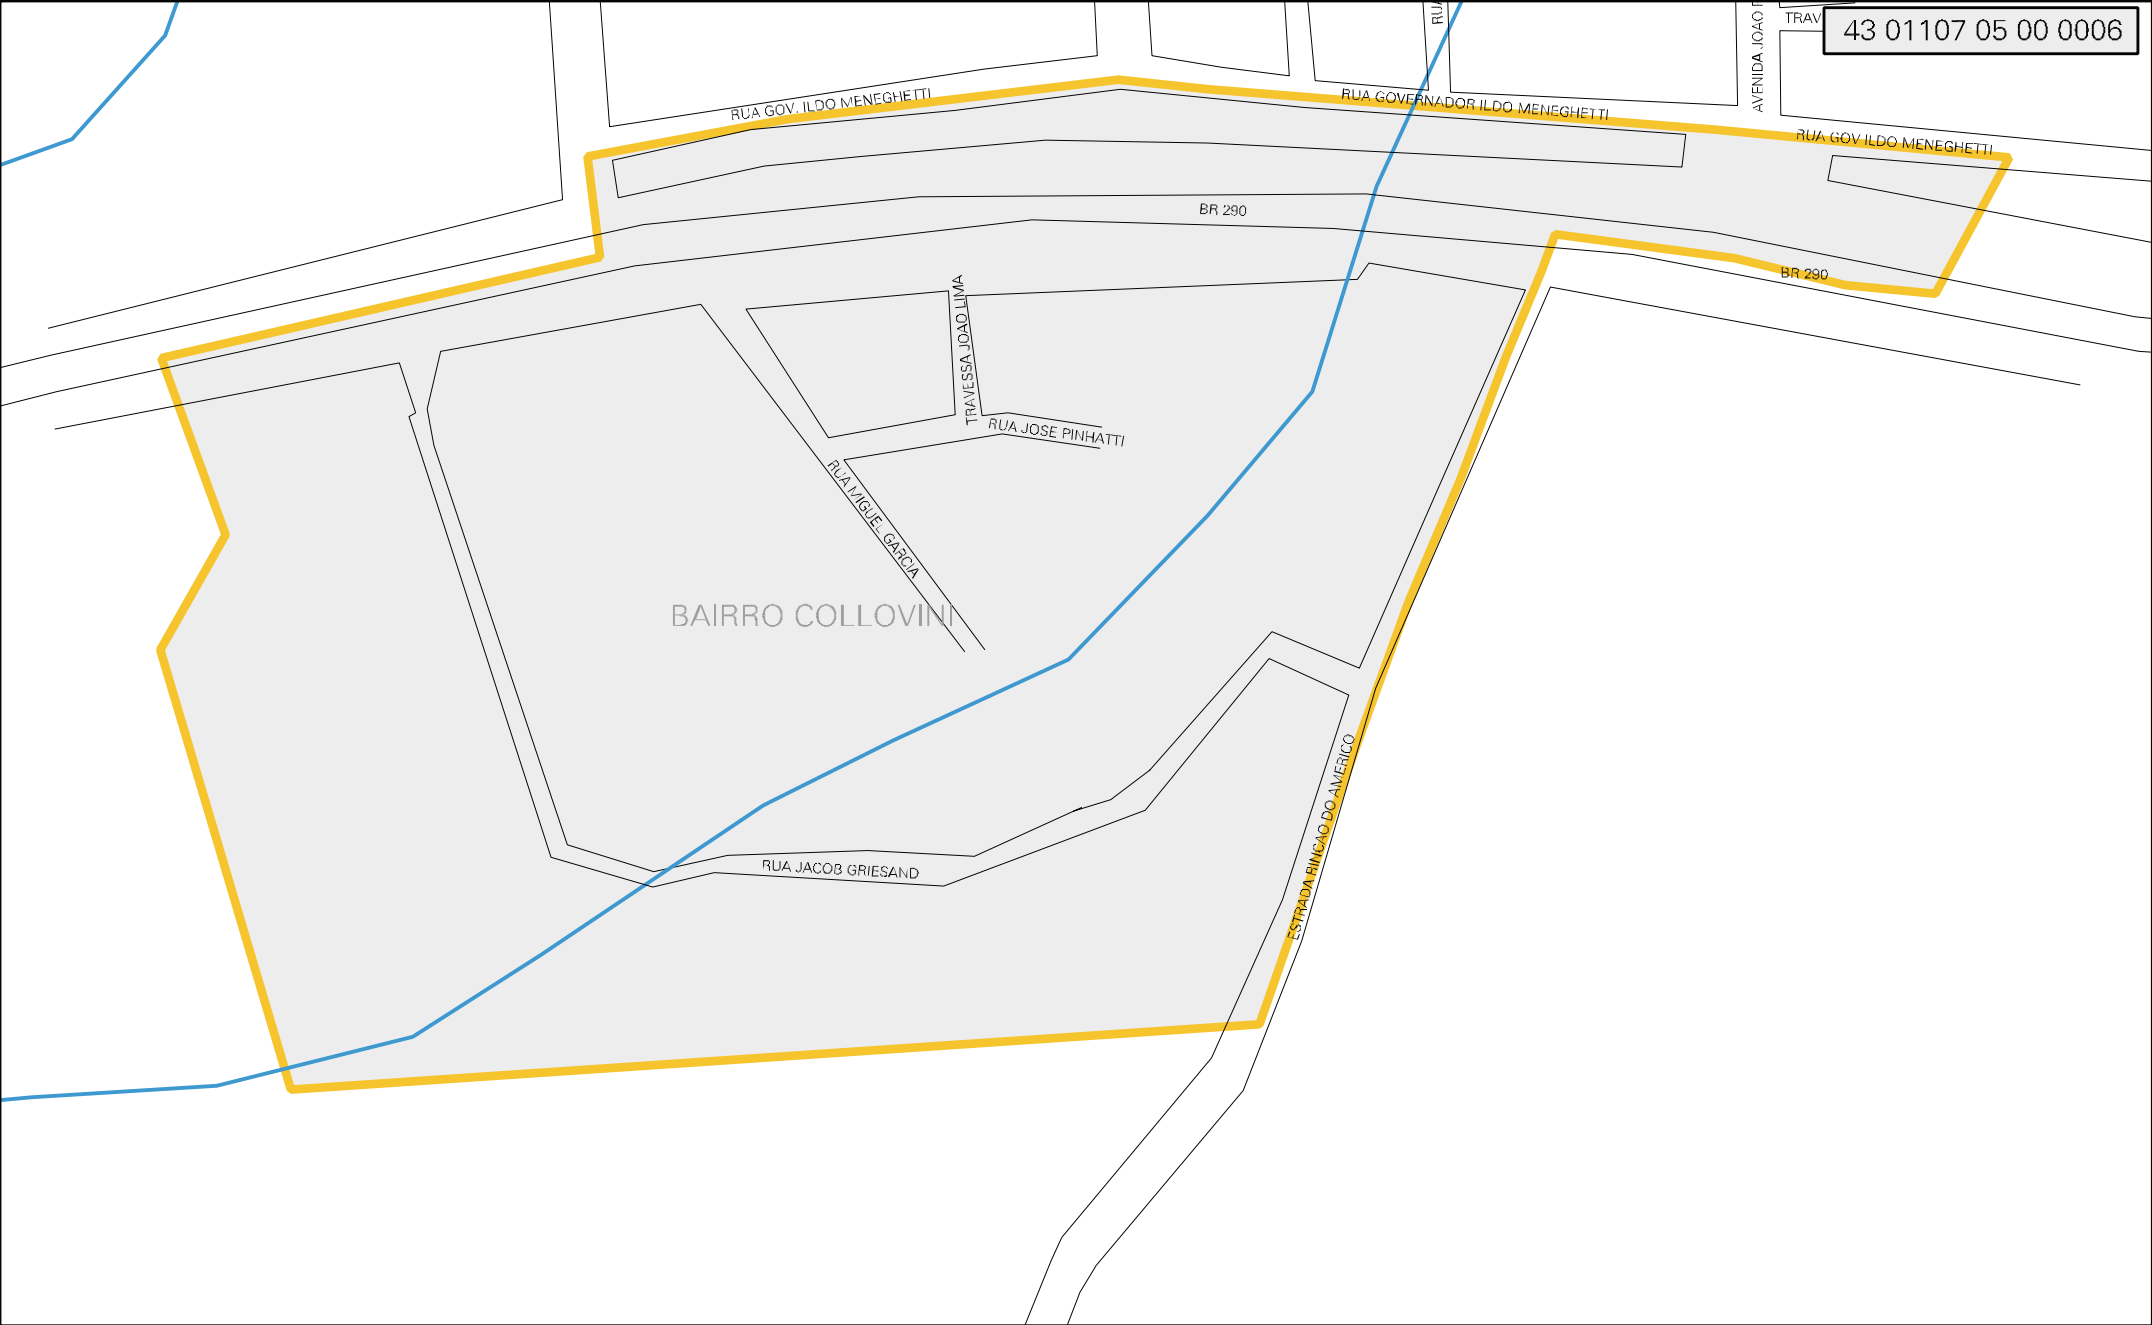 RUA
AVENIDA JOAO
TRAV
43 01107 05 00 0006
RUA GOV. ILDO MENEGHETTI
RUA GOVERNADOR ILDO MENEGHETTI
RUA GOV ILDO MENEGHETTI
BR 290
BR 290
TRAVESSA JOAO LIMA
RUA JOSE PINHATTI
RUA MIGUEL GARCIA
BAIRRO COLLOVINI
ESTRADA RINCAO DO AMERICO
RUA JACOB GRIESAND